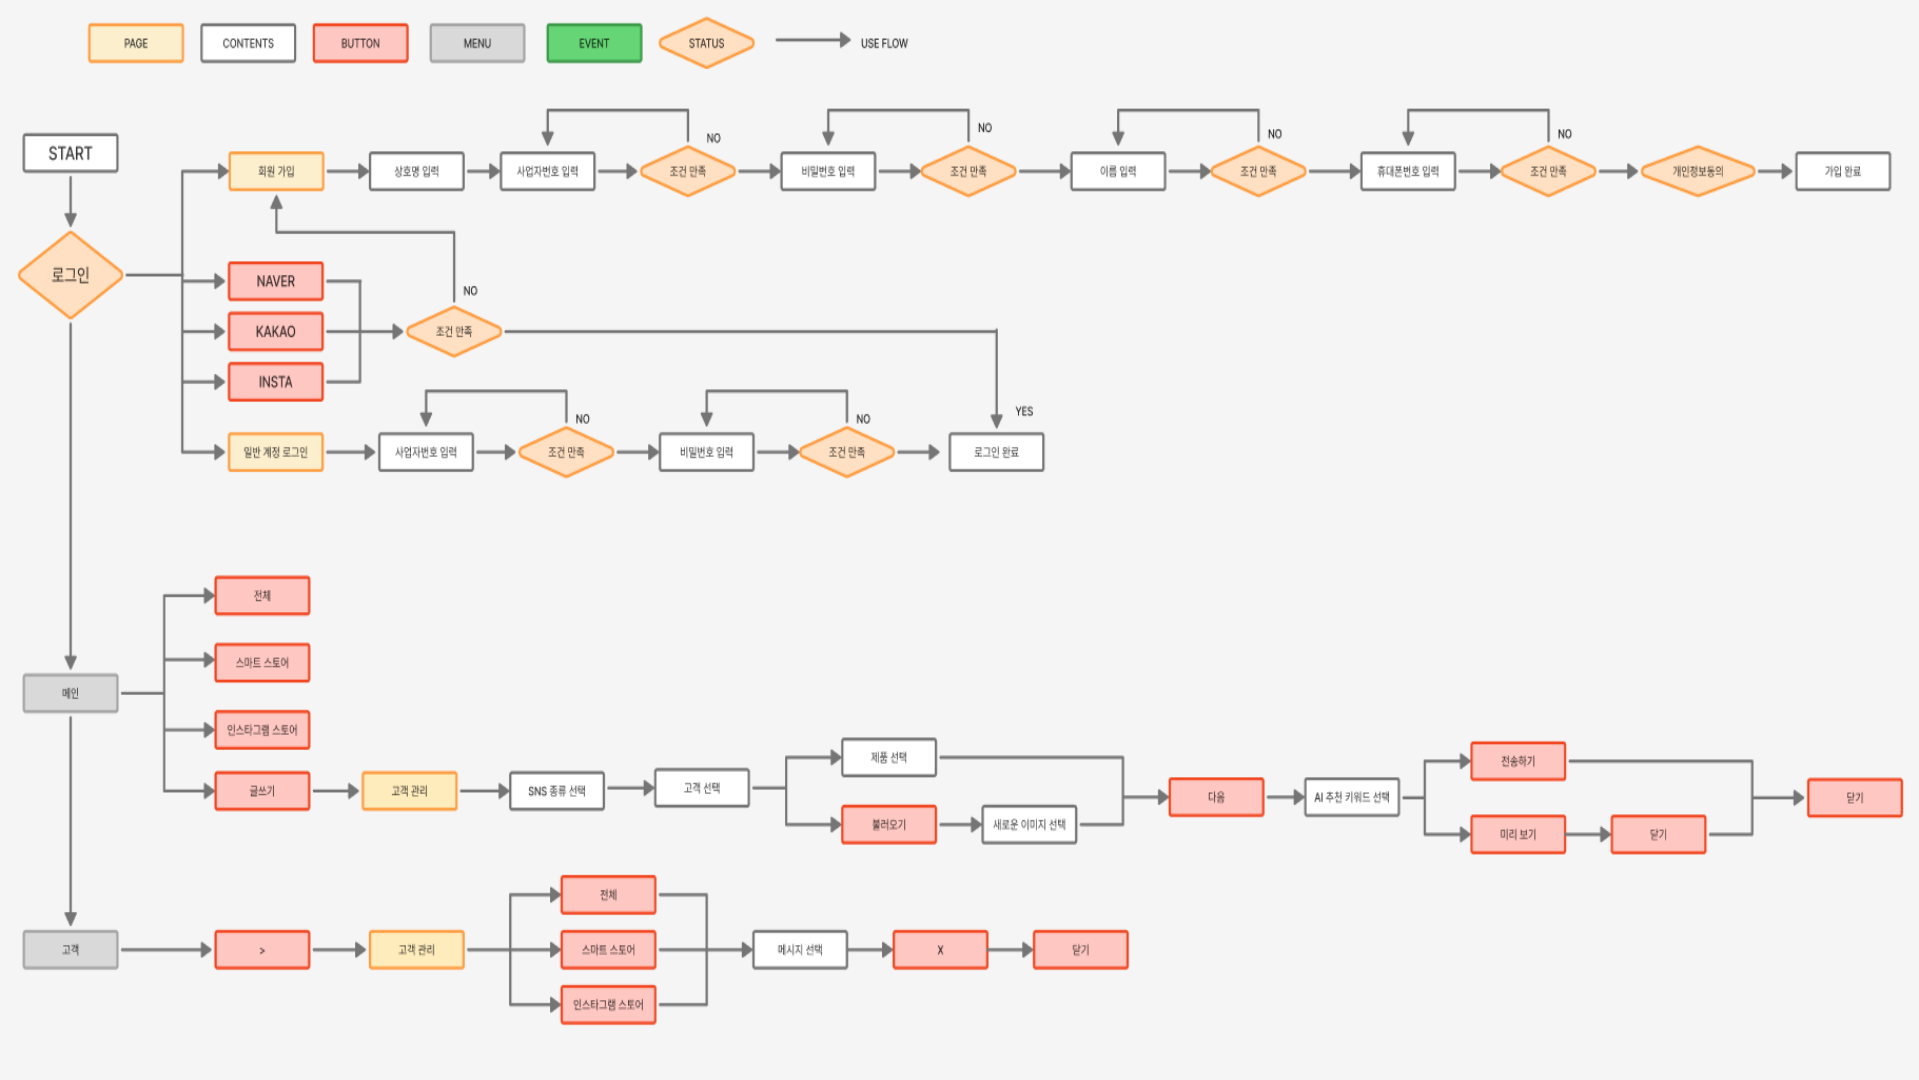 PAGE
CONTENTS
BUTTON
MENU
EVENT
STATUS
USE FLOW
START
로그인
회원 가입
상호명 입력
사업자번호 입력
조건 만족
NO
비밀번호 입력
조건 만족
NO
이름 입력
조건 만족
NO
휴대폰번호 입력
조건 만족
NO
개인정보동의
가입 완료
NAVER
KAKAO
INSTA
조건 만족
NO
YES
일반 계정 로그인
사업자번호 입력
조건 만족
NO
비밀번호 입력
조건 만족
NO
로그인 완료
메인
전체
스마트 스토어
인스타그램 스토어
글쓰기
고객 관리
SNS 종류 선택
고객 선택
제품 선택
불러오기
새로운 이미지 선택
다음
AI 추천 키워드 선택
전송하기
미리 보기
닫기
닫기
고객
>
고객 관리
전체
스마트 스토어
인스타그램 스토어
메시지 선택
X
닫기